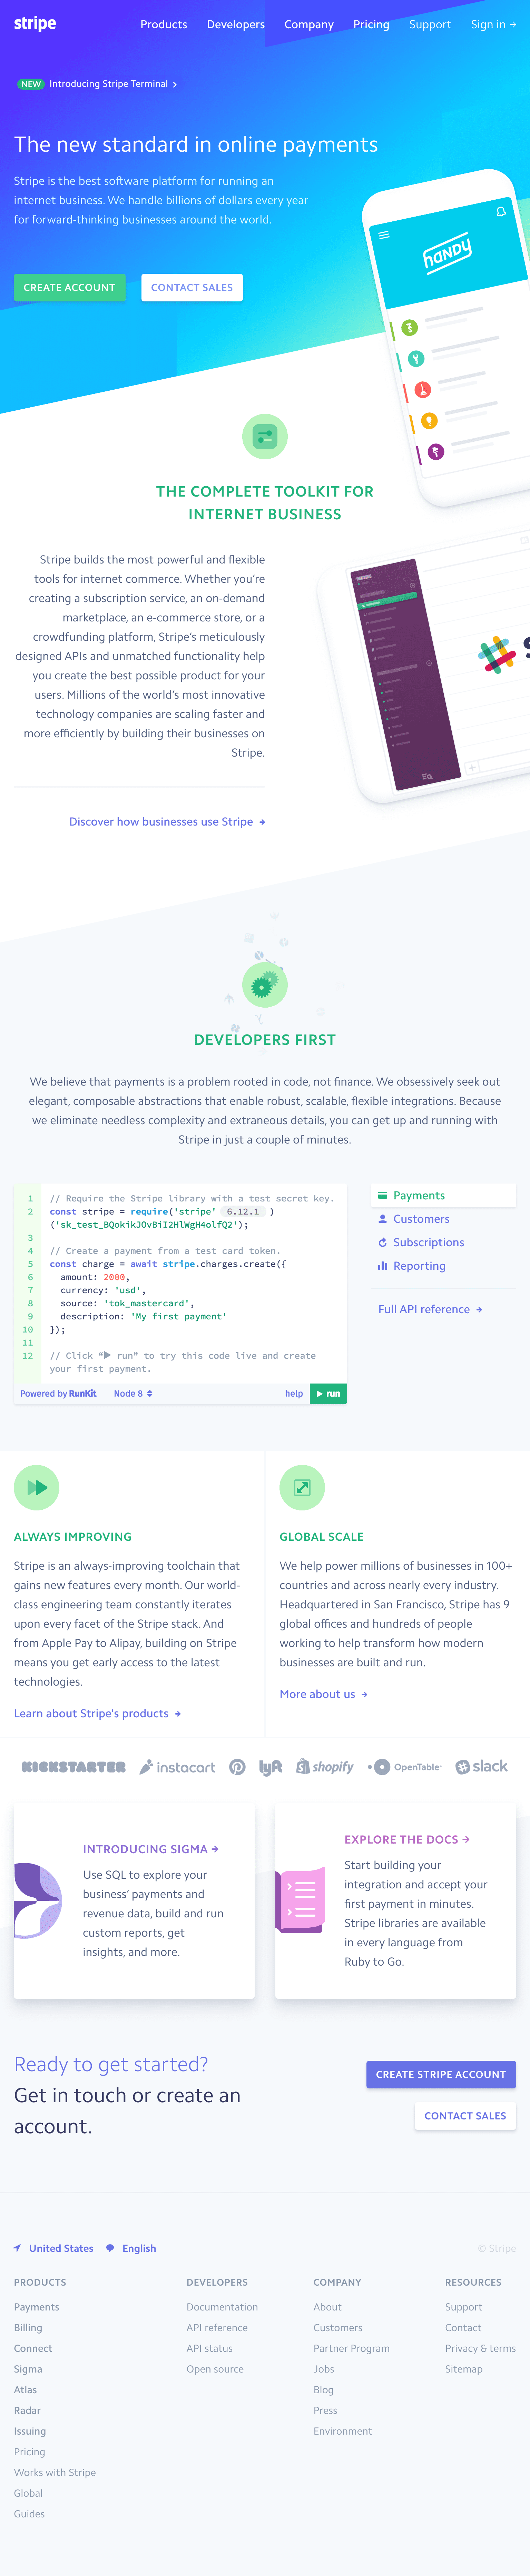 stripe
Products Developers Company Pricing Support Sign in →
NEW Introducing Stripe Terminal ›
The new standard in online payments
Stripe is the best software platform for running an
internet business. We handle billions of dollars every year
for forward-thinking businesses around the world.
CREATE ACCOUNT CONTACT SALES
HANDY
THE COMPLETE TOOLKIT FOR
INTERNET BUSINESS
Stripe builds the most powerful and flexible
tools for internet commerce. Whether you’re
creating a subscription service, an on-demand
marketplace, an e-commerce store, or a
crowdfunding platform, Stripe’s meticulously
designed APIs and unmatched functionality help
you create the best possible product for your
users. Millions of the world’s most innovative
technology companies are scaling faster and
more efficiently by building their businesses on
Stripe.
Discover how businesses use Stripe →
DEVELOPERS FIRST
We believe that payments is a problem rooted in code, not finance. We obsessively seek out
elegant, composable abstractions that enable robust, scalable, flexible integrations. Because
we eliminate needless complexity and extraneous details, you can get up and running with
Stripe in just a couple of minutes.
1 // Require the Stripe library with a test secret key.
2 const stripe = require('stripe' 6.12.1 )
('sk_test_BQokikJOvBiI2HlWgH4olfQ2');
3
4 // Create a payment from a test card token.
5 const charge = await stripe.charges.create({
6 amount: 2000,
7 currency: 'usd',
8 source: 'tok_mastercard',
9 description: 'My first payment'
10 });
11
12 // Click “▶ run” to try this code live and create
your first payment.
Powered by RunKit Node 8 help ▶ run
Payments
Customers
Subscriptions
Reporting
Full API reference →
ALWAYS IMPROVING
Stripe is an always-improving toolchain that
gains new features every month. Our world-
class engineering team constantly iterates
upon every facet of the Stripe stack. And
from Apple Pay to Alipay, building on Stripe
means you get early access to the latest
technologies.
Learn about Stripe's products →
GLOBAL SCALE
We help power millions of businesses in 100+
countries and across nearly every industry.
Headquartered in San Francisco, Stripe has 9
global offices and hundreds of people
working to help transform how modern
businesses are built and run.
More about us →
KICKSTARTER instacart lyft shopify OpenTable slack
INTRODUCING SIGMA →
Use SQL to explore your
business’ payments and
revenue data, build and run
custom reports, get
insights, and more.
EXPLORE THE DOCS →
Start building your
integration and accept your
first payment in minutes.
Stripe libraries are available
in every language from
Ruby to Go.
Ready to get started?
Get in touch or create an
account.
CREATE STRIPE ACCOUNT
CONTACT SALES
United States English © Stripe
PRODUCTS
Payments
Billing
Connect
Sigma
Atlas
Radar
Issuing
Pricing
Works with Stripe
Global
Guides
DEVELOPERS
Documentation
API reference
API status
Open source
COMPANY
About
Customers
Partner Program
Jobs
Blog
Press
Environment
RESOURCES
Support
Contact
Privacy & terms
Sitemap